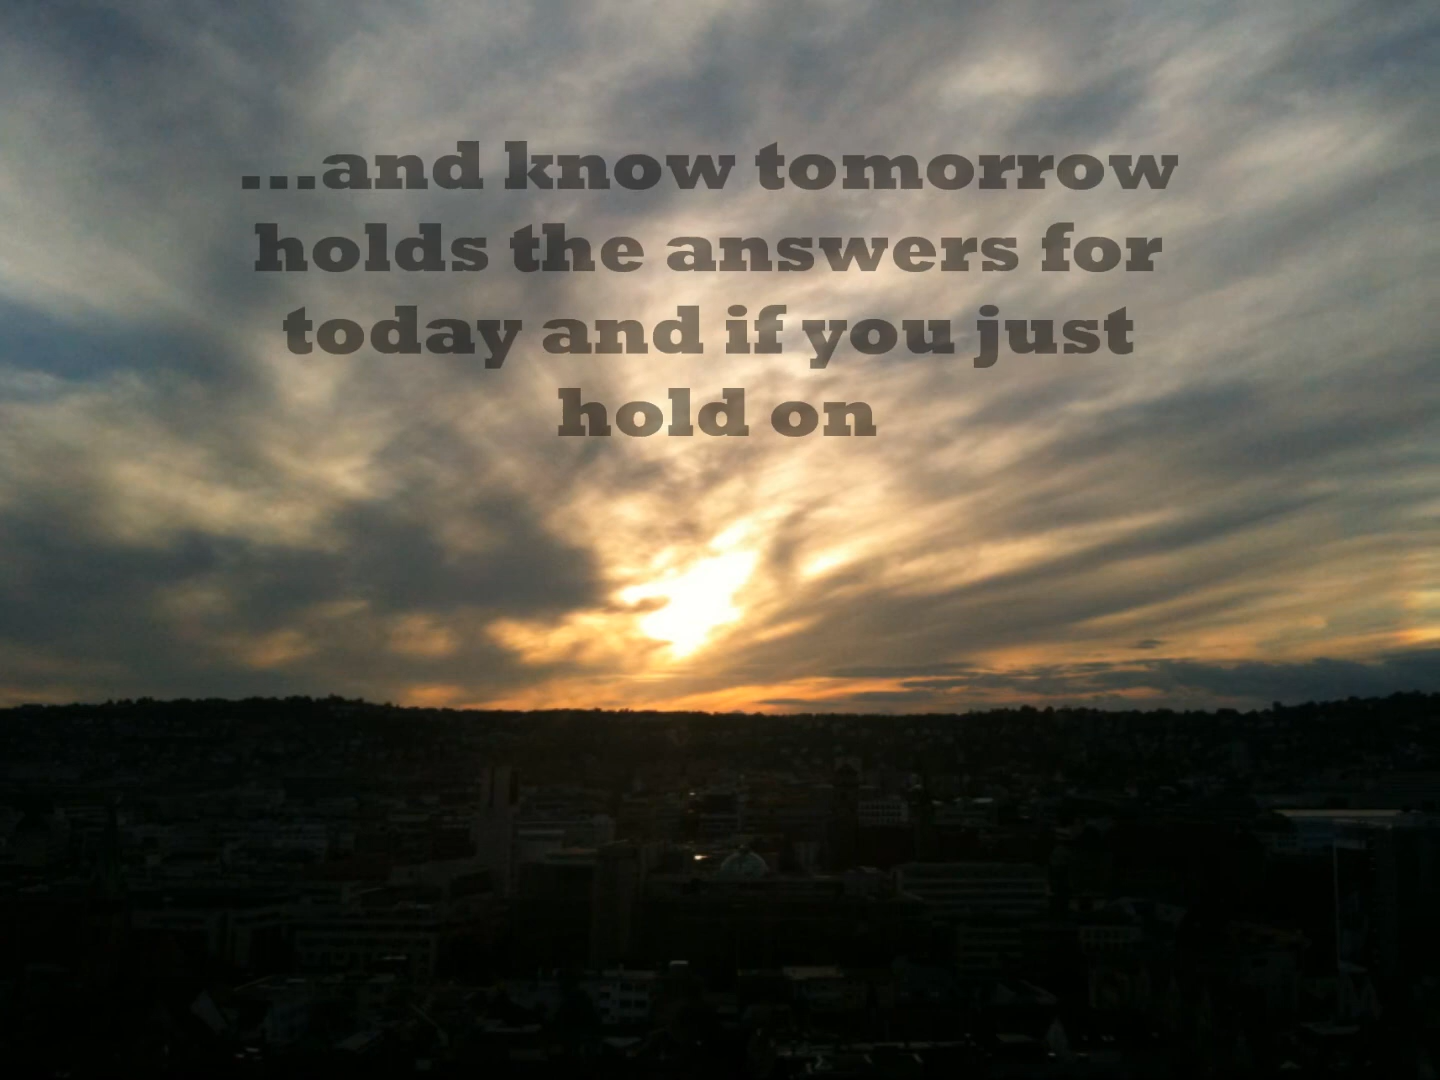 ...and know tomorrow
holds the answers for
today and if you just
hold on